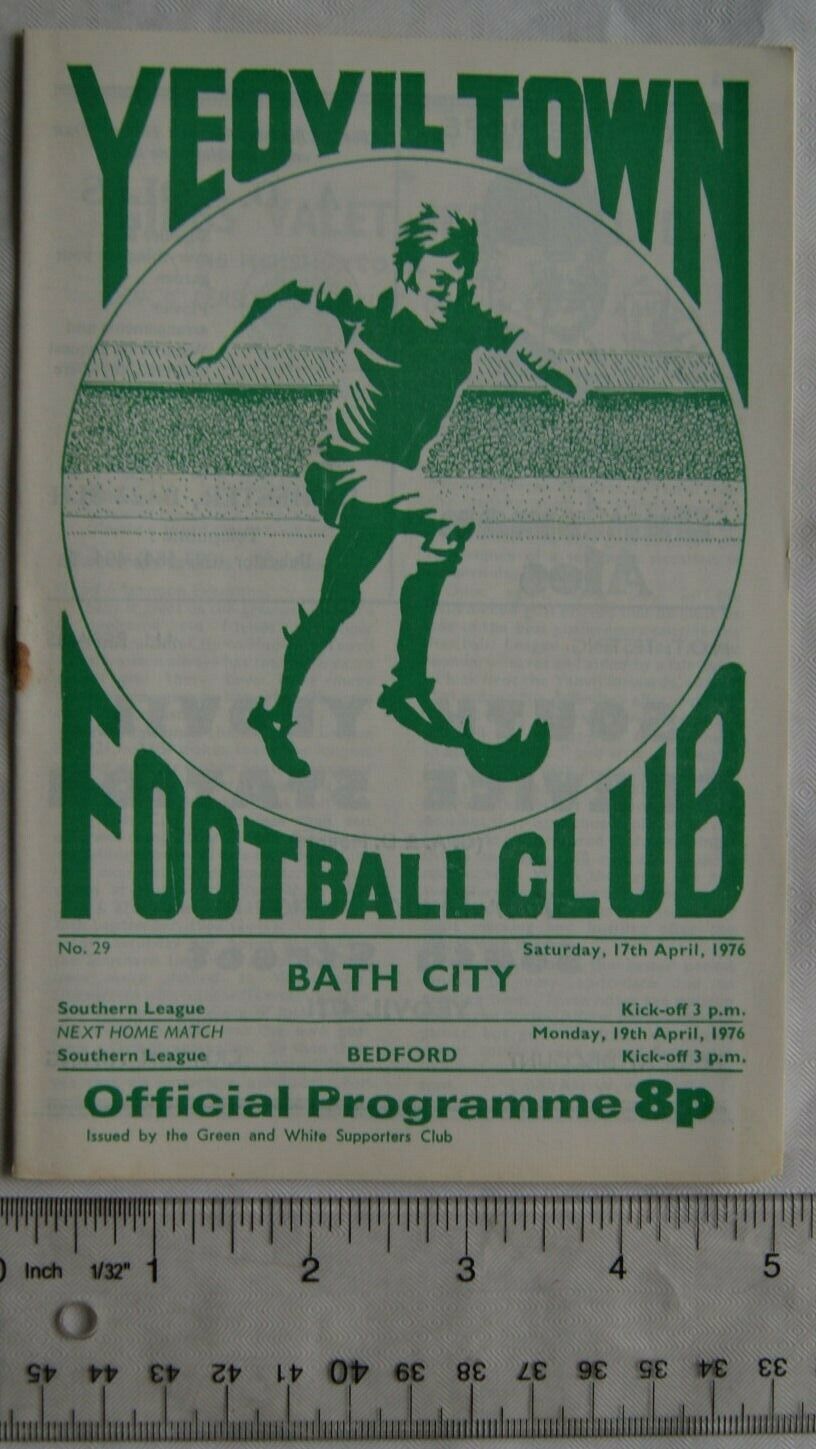 YEOVIL TOWN
FOOTBALL CLUB
No. 29 Saturday, 17th April, 1976
BATH CITY
Southern League Kick-off 3 p.m.
NEXT HOME MATCH Monday, 19th April, 1976
Southern League BEDFORD Kick-off 3 p.m.
Official Programme 8p
Issued by the Green and White Supporters Club
0 Inch 1/32" 1 2 3 4 5
45 44 43 42 41 40 39 38 37 36 35 34 33